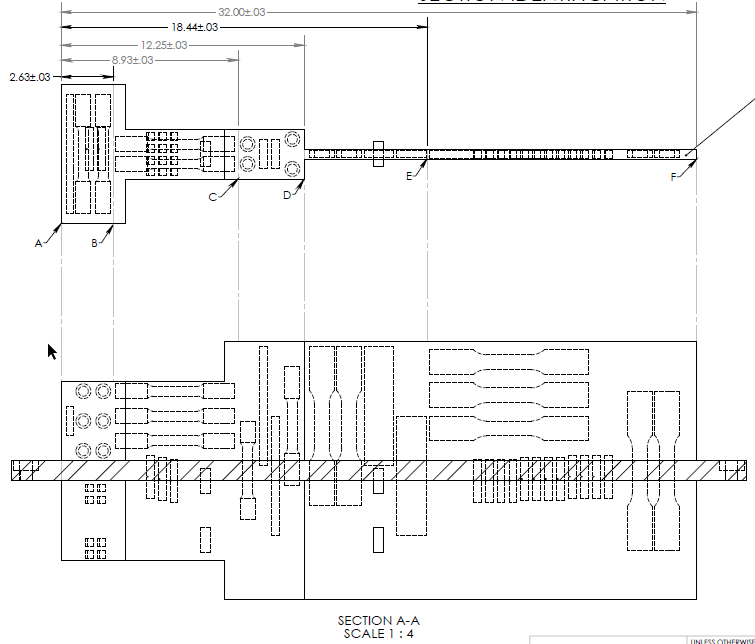 32.00±.03
18.44±.03
12.25±.03
8.93±.03
2.63±.03
E
F
C
D
A
B
SECTION A-A
SCALE 1 : 4
UNLESS OTHERWISE